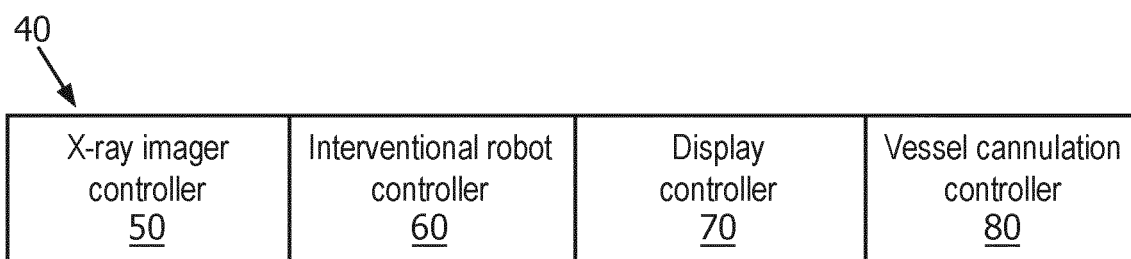 40
X-ray imager
controller
50
Interventional robot
controller
60
Display
controller
70
Vessel cannulation
controller
80